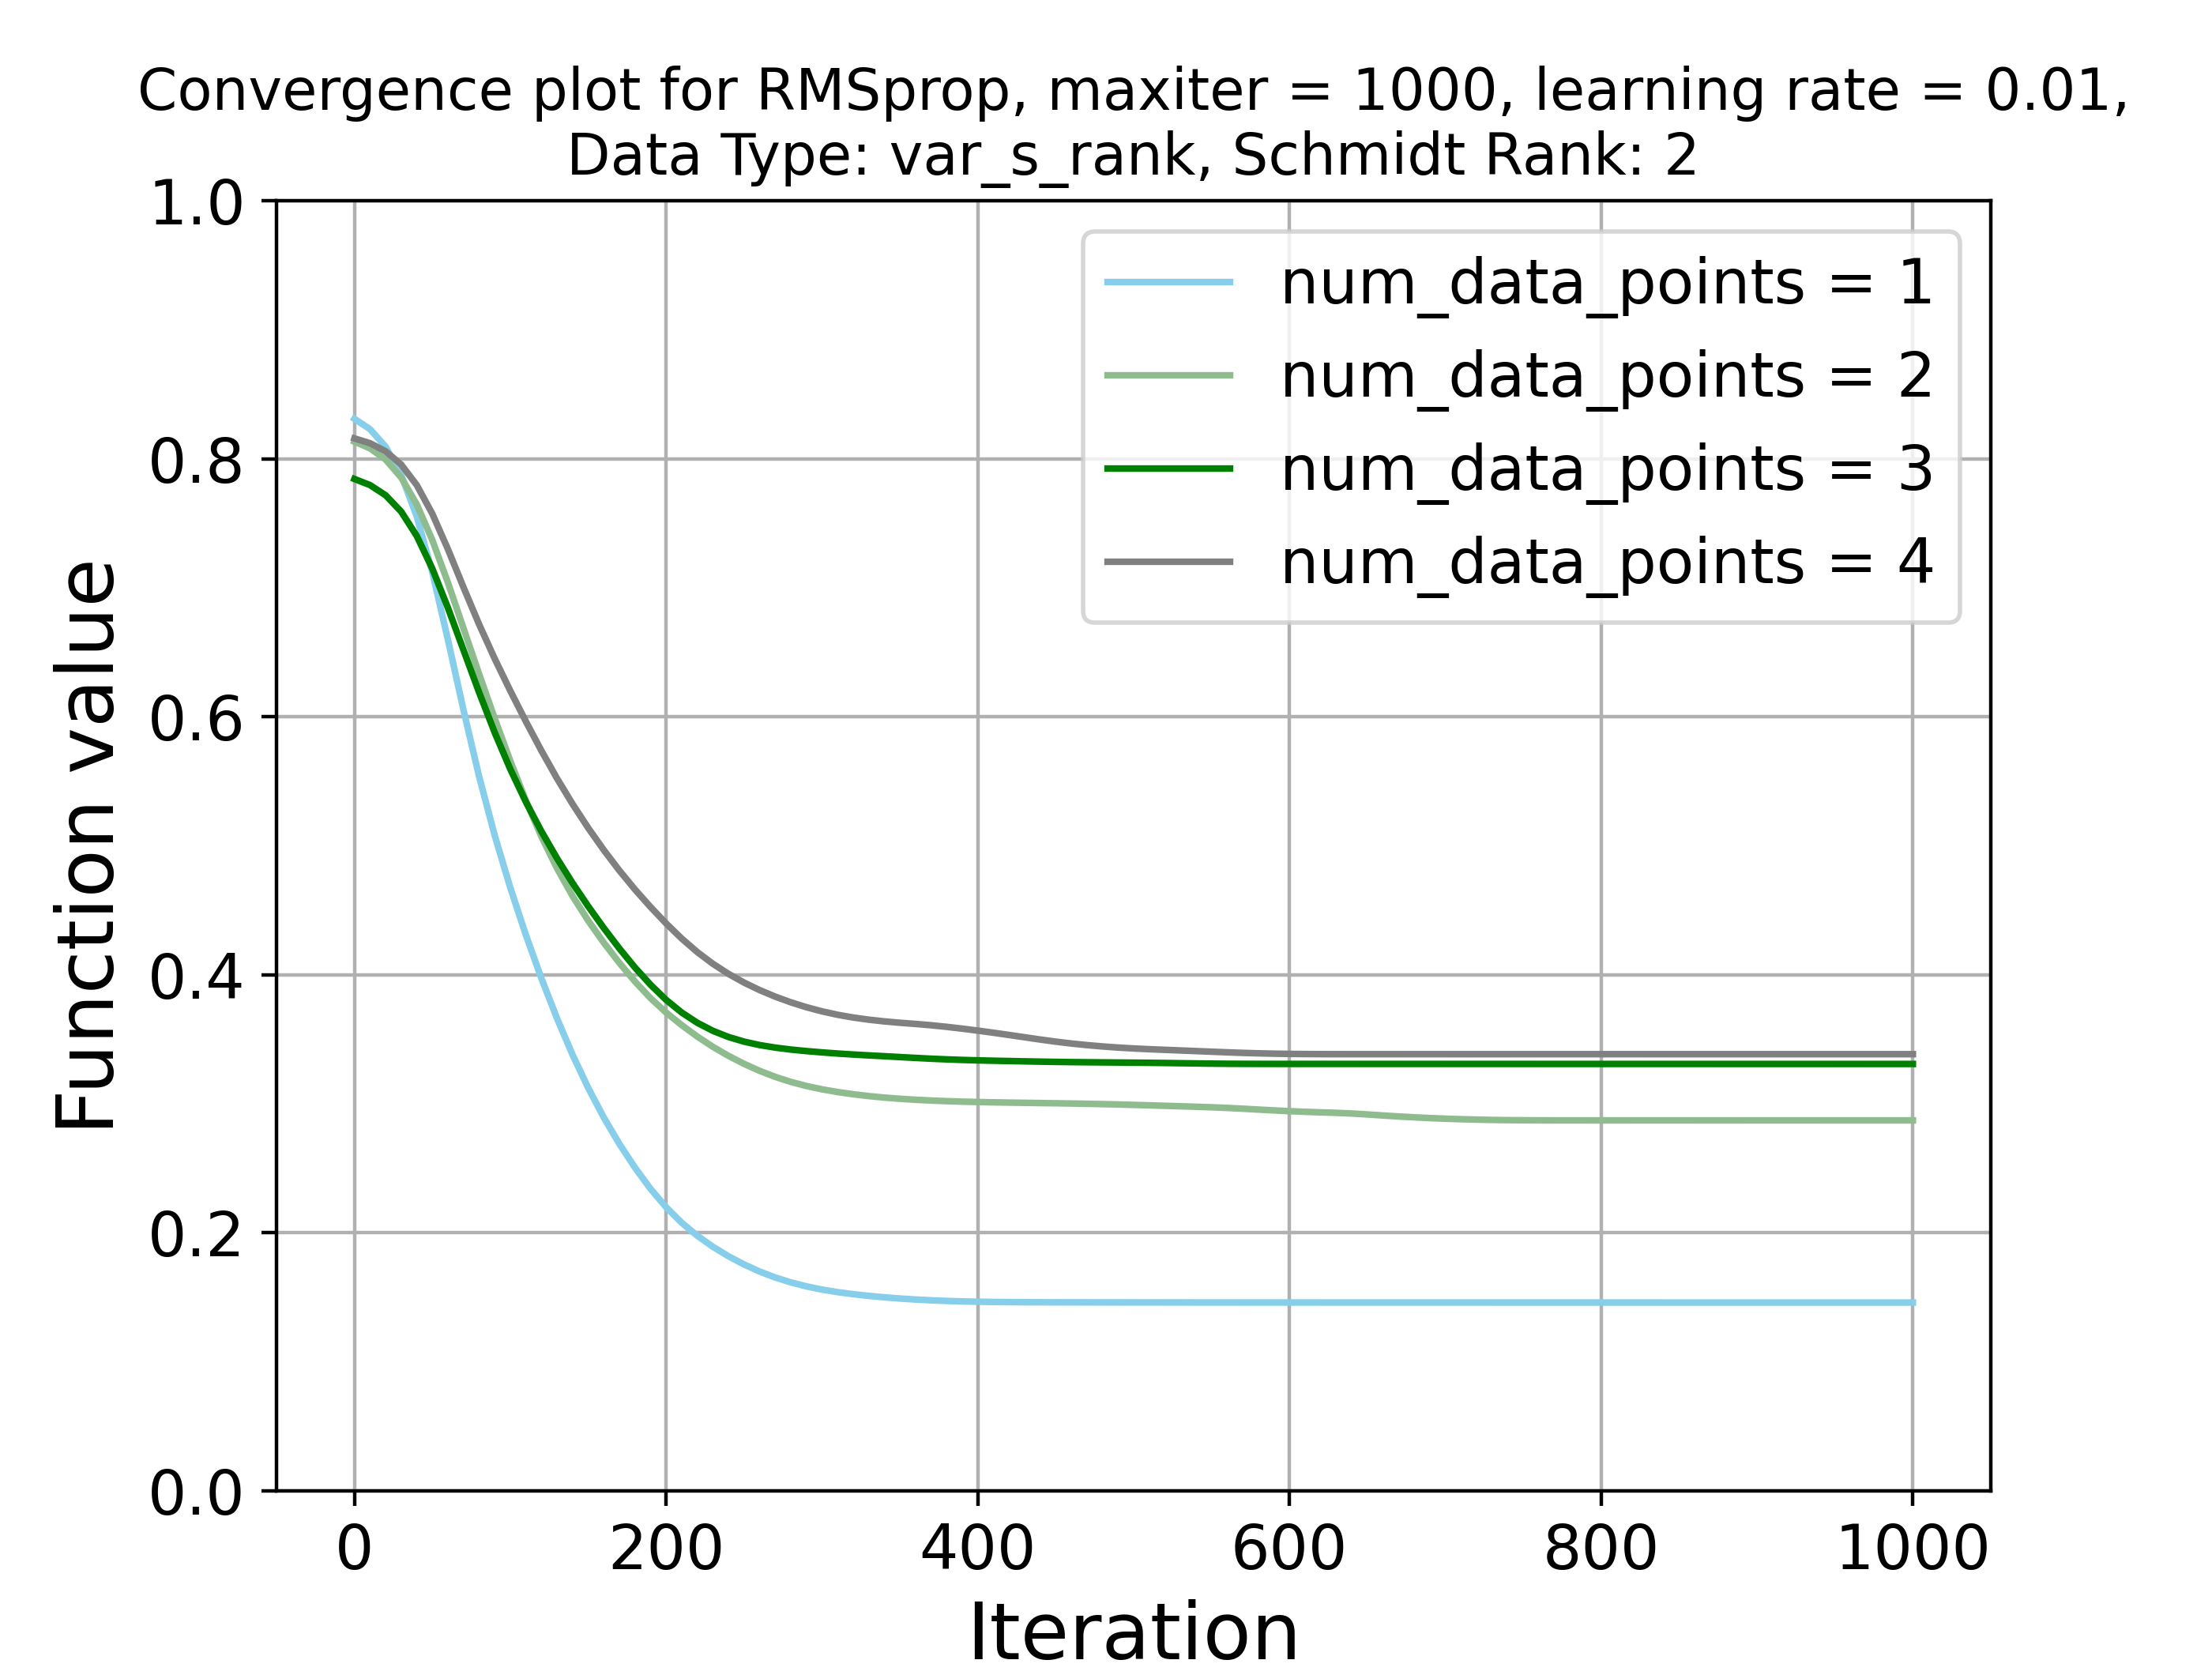 Convergence plot for RMSprop, maxiter = 1000, learning rate = 0.01,
Data Type: var_s_rank, Schmidt Rank: 2
1.0
0.8
0.6
0.4
0.2
0.0
Function value
num_data_points = 1
num_data_points = 2
num_data_points = 3
num_data_points = 4
0 200 400 600 800 1000
Iteration